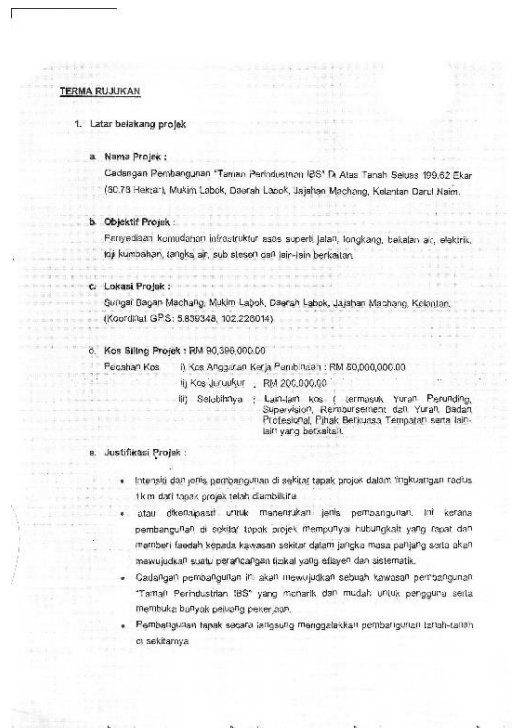 TERMA RUJUKAN
1. Latar belakang projek
a. Nama Projek :
Cadangan Pembangunan "Taman Perindustrian IBS" Di Atas Tanah Seluas 199.62 Ekar
(80.78 Hektar), Mukim Labok, Daerah Labok, Jajahan Machang, Kelantan Darul Naim.
b. Objektif Projek :
Penyediaan kemudahan infrastruktur asas seperti jalan, longkang, bekalan air, elektrik,
loji kumbahan, tangki air, sub stesen dan lain-lain berkaitan.
c. Lokasi Projek :
Sungai Bagan Machang, Mukim Labok, Daerah Labok, Jajahan Machang, Kelantan.
(Koordinat GPS: 5.839348, 102.226014)
d. Kos Siling Projek : RM 90,396,000.00
Pecahan Kos i) Kos Anggaran Kerja Pembinaan : RM 80,000,000.00
ii) Kos Jurukur : RM 200,000.00
iii) Selebihnya : Lain-lain kos ( termasuk Yuran Perunding,
Supervision, Reimbursement dan Yuran Badan
Profesional, Pihak Berkuasa Tempatan serta lain-
lain yang berkaitan.
e. Justifikasi Projek :
• Intensiti dan jenis pembangunan di sekitar tapak projek dalam lingkungan radius
1km dari tapak projek telah diambilkira
• atau dikenalpasti untuk menentukan jenis pembangunan. Ini kerana
pembangunan di sekitar tapak projek mempunyai hubungkait yang rapat dan
memberi faedah kepada kawasan sekitar dalam jangka masa panjang serta akan
mewujudkan suatu perancangan fizikal yang efisyen dan sistematik.
• Cadangan pembangunan ini akan mewujudkan sebuah kawasan pembangunan
"Taman Perindustrian IBS" yang menarik dan mudah untuk pengguna serta
membuka banyak peluang pekerjaan.
• Pembangunan tapak secara langsung menggalakkan pembangunan tanah-tanah
di sekitarnya.